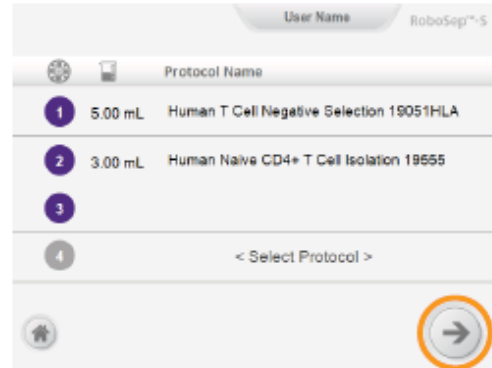 User Name
RoboSep™-S
Protocol Name
1 5.00 mL Human T Cell Negative Selection 19051HLA
2 3.00 mL Human Naive CD4+ T Cell Isolation 19555
3
4 < Select Protocol >